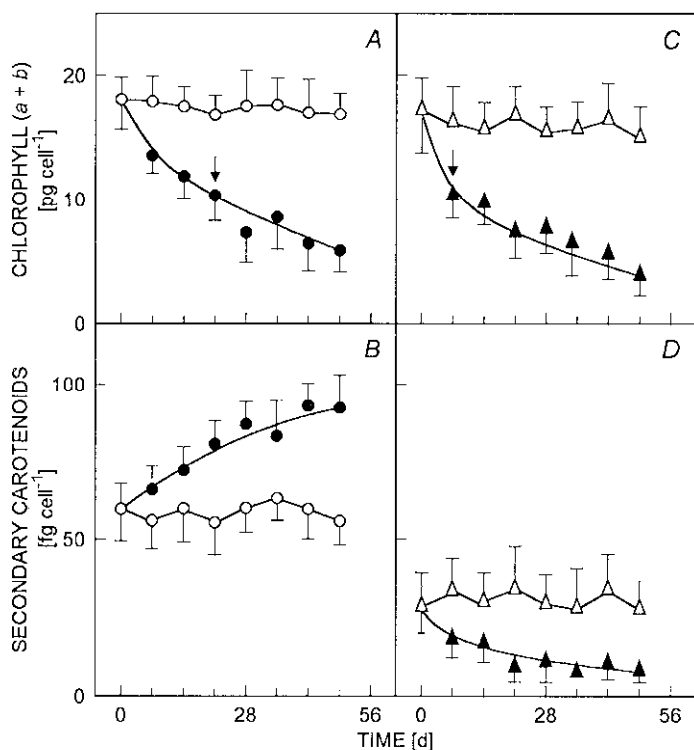 A
C
CHLOROPHYLL (a + b)
[pg cell-1]
20
10
0
B
D
SECONDARY CAROTENOIDS
[fg cell-1]
100
50
0
0 28 56 0 28 56
TIME [d]